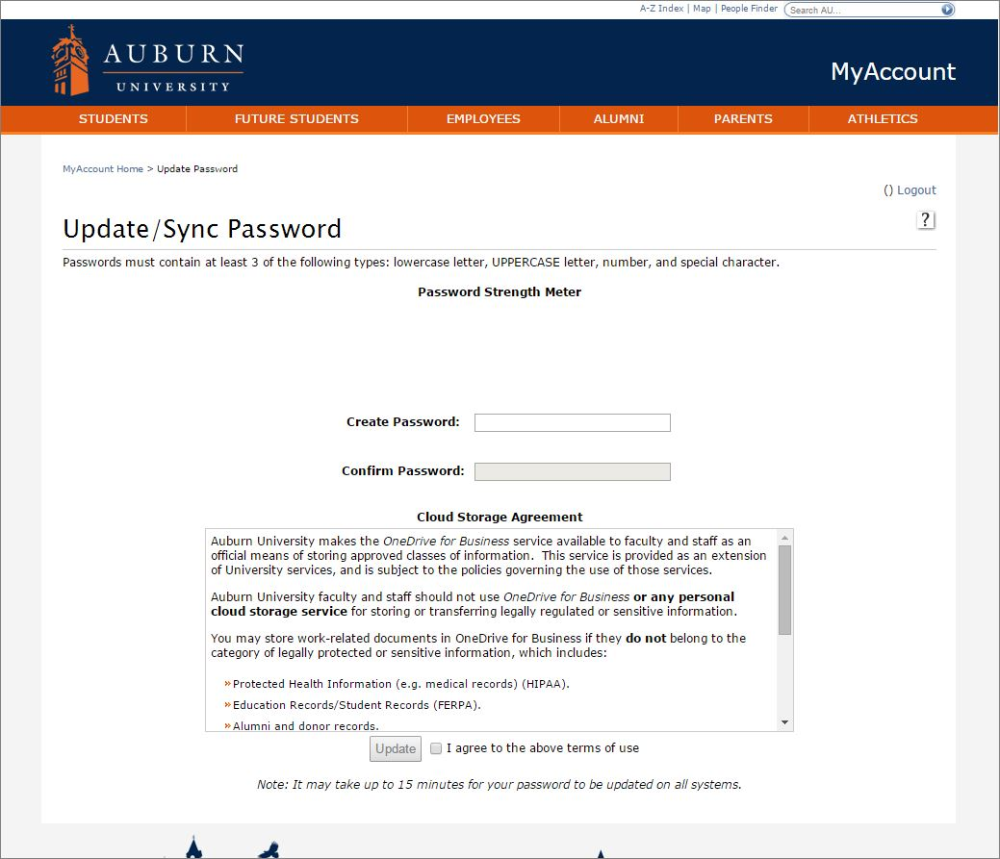 A-Z Index | Map | People Finder Search AU...
AUBURN
UNIVERSITY
MyAccount
STUDENTS FUTURE STUDENTS EMPLOYEES ALUMNI PARENTS ATHLETICS
MyAccount Home > Update Password
() Logout
Update/Sync Password ?
Passwords must contain at least 3 of the following types: lowercase letter, UPPERCASE letter, number, and special character.
Password Strength Meter
Create Password:
Confirm Password:
Cloud Storage Agreement
Auburn University makes the OneDrive for Business service available to faculty and staff as an
official means of storing approved classes of information. This service is provided as an extension
of University services, and is subject to the policies governing the use of those services.
Auburn University faculty and staff should not use OneDrive for Business or any personal
cloud storage service for storing or transferring legally regulated or sensitive information.
You may store work-related documents in OneDrive for Business if they do not belong to the
category of legally protected or sensitive information, which includes:
» Protected Health Information (e.g. medical records) (HIPAA).
» Education Records/Student Records (FERPA).
» Alumni and donor records.
Update I agree to the above terms of use
Note: It may take up to 15 minutes for your password to be updated on all systems.